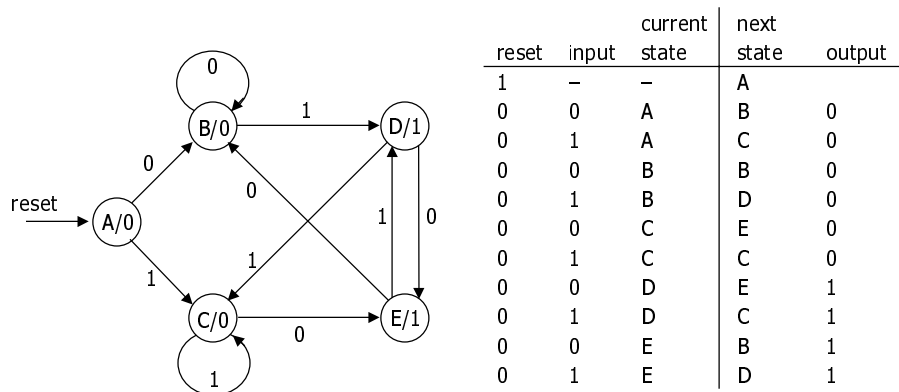 0
B/0
1
D/1
0
0
reset
A/0
1
0
1
1
C/0
0
E/1
1
current next
reset input state state output
1 – – A
0 0 A B 0
0 1 A C 0
0 0 B B 0
0 1 B D 0
0 0 C E 0
0 1 C C 0
0 0 D E 1
0 1 D C 1
0 0 E B 1
0 1 E D 1